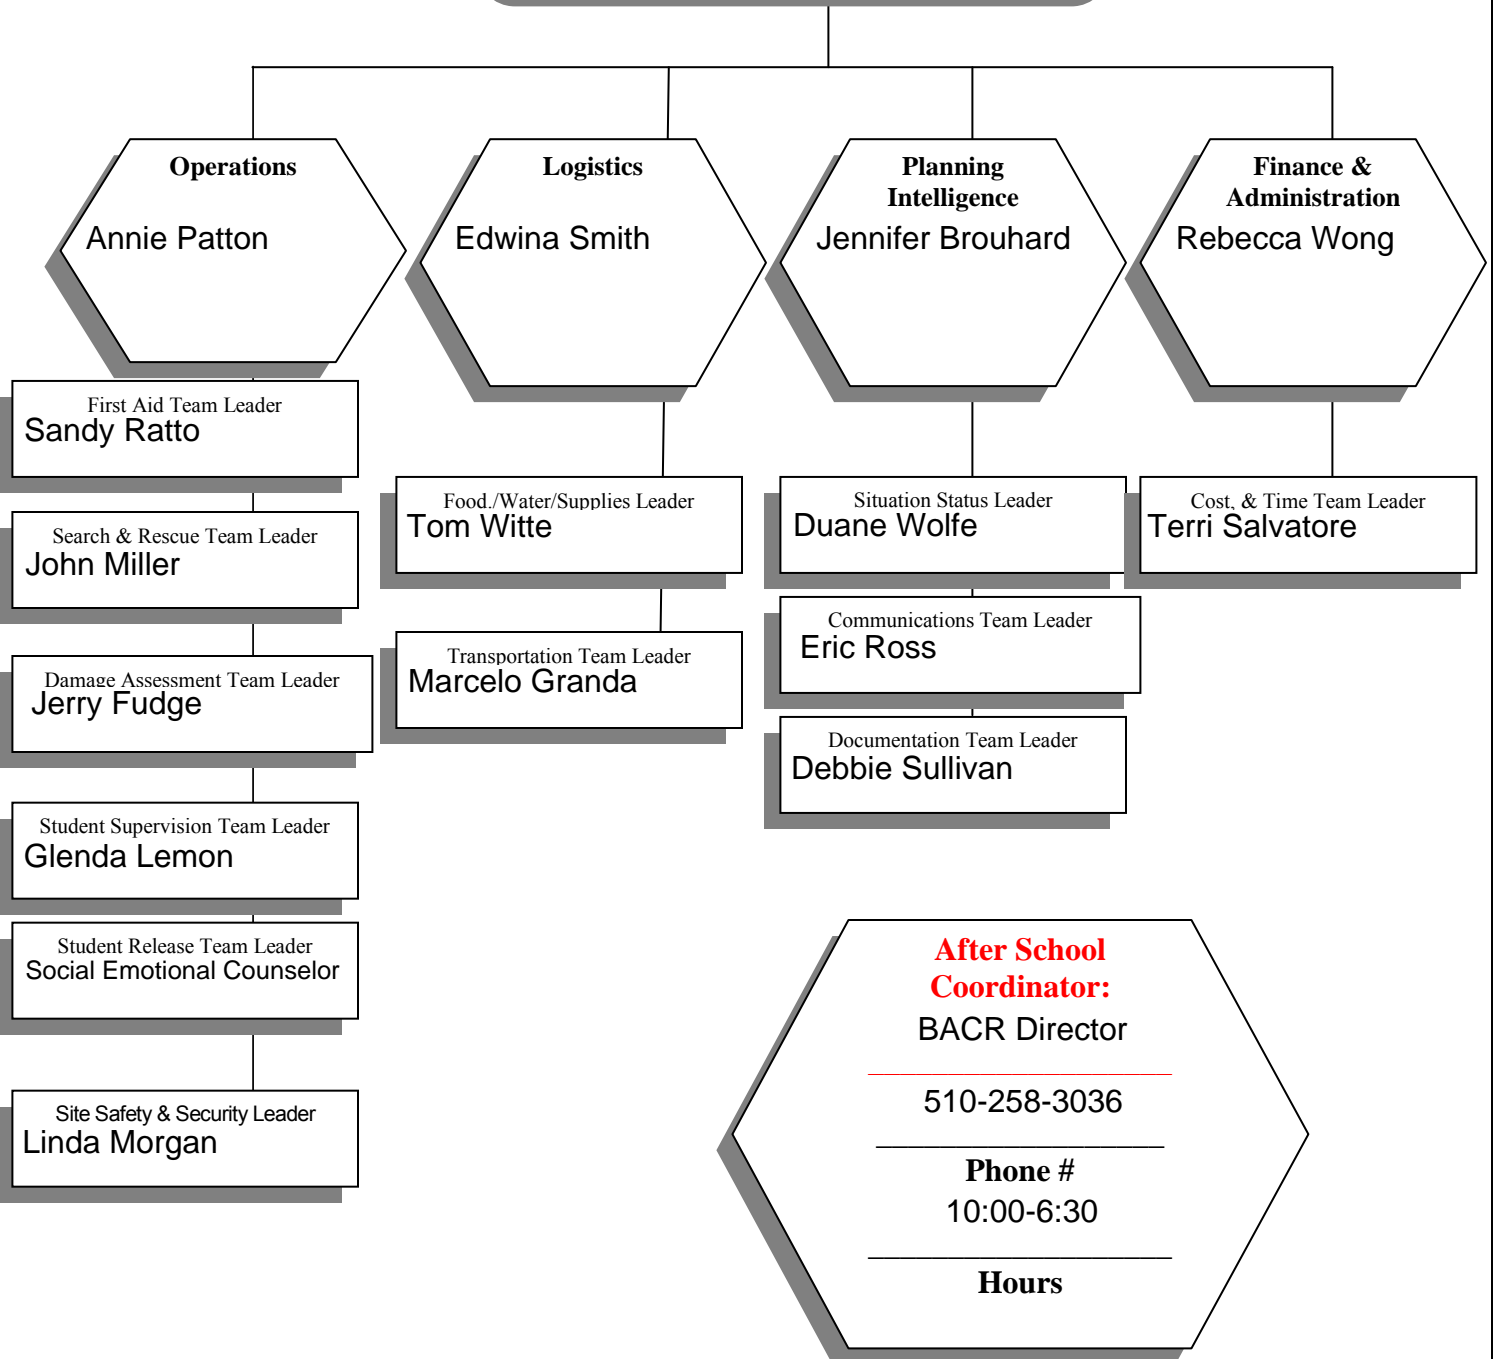 Operations
Annie Patton
Logistics
Edwina Smith
Planning
Intelligence
Jennifer Brouhard
Finance &
Administration
Rebecca Wong
First Aid Team Leader
Sandy Ratto
Search & Rescue Team Leader
John Miller
Damage Assessment Team Leader
Jerry Fudge
Student Supervision Team Leader
Glenda Lemon
Student Release Team Leader
Social Emotional Counselor
Site Safety & Security Leader
Linda Morgan
Food./Water/Supplies Leader
Tom Witte
Transportation Team Leader
Marcelo Granda
Situation Status Leader
Duane Wolfe
Communications Team Leader
Eric Ross
Documentation Team Leader
Debbie Sullivan
Cost, & Time Team Leader
Terri Salvatore
After School
Coordinator:
BACR Director
510-258-3036
Phone #
10:00-6:30
Hours